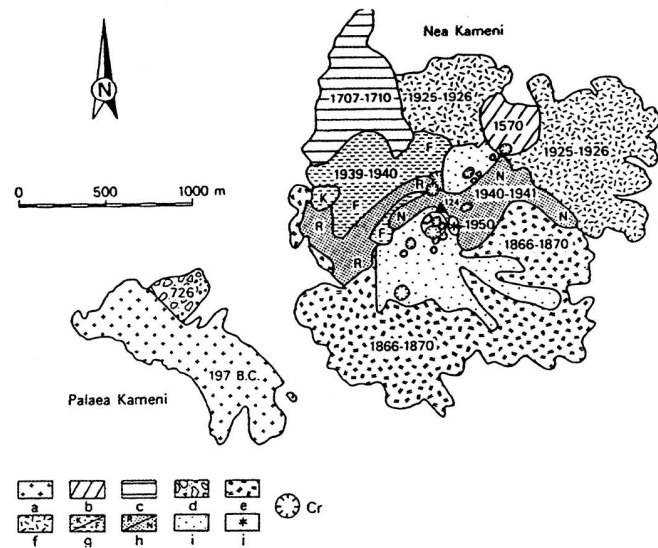 Nea Kameni
N
1707-1710
1925-1926
1570
1925-1926
F
1939-1940
R
N
K
F
1940-1941
124
R
N
N
F
1950
R
1866-1870
726
1866-1870
197 B.C.
Palaea Kameni
0 500 1000 m
a b c d e
Cr
K F
R N
f g h i j